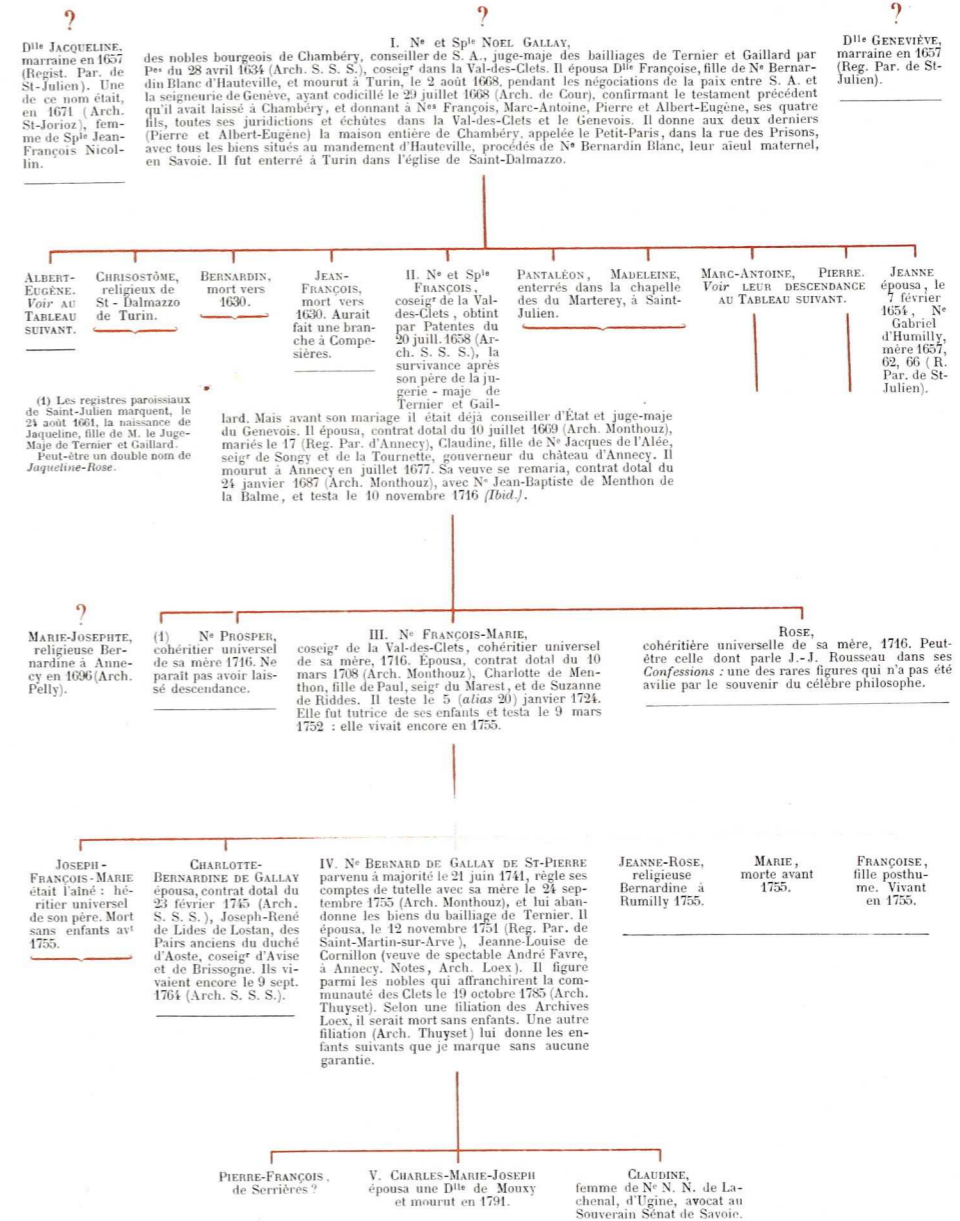 ?
Dlle JACQUELINE,
marraine en 1657
(Regist. Par. de
St-Julien). Une
de ce nom était,
en 1671 (Arch.
St-Jorioz), fem-
me de Sple Jean-
François Nicol-
lin.
?
I. Ne et Sple NOEL GALLAY,
des nobles bourgeois de Chambéry, conseiller de S. A., juge-maje des bailliages de Ternier et Gaillard par
Pes du 28 avril 1634 (Arch. S. S. S.), coseigr dans la Val-des-Clets. Il épousa Dlle Françoise, fille de Ne Bernar-
din Blanc d'Hauteville, et mourut à Turin, le 2 août 1668, pendant les négociations de la paix entre S. A. et
la seigneurie de Genève, ayant codicillé le 29 juillet 1668 (Arch. de Cour), confirmant le testament précédent
qu'il avait laissé à Chambéry, et donnant à Nes François, Marc-Antoine, Pierre et Albert-Eugène, ses quatre
fils, toutes ses juridictions et échûtes dans la Val-des-Clets et le Genevois. Il donne aux deux derniers
(Pierre et Albert-Eugène) la maison entière de Chambéry, appelée le Petit-Paris, dans la rue des Prisons,
avec tous les biens situés au mandement d'Hauteville, procédés de Ne Bernardin Blanc, leur aïeul maternel,
en Savoie. Il fut enterré à Turin dans l'église de Saint-Dalmazzo.
?
Dlle GENEVIÈVE,
marraine en 1657
(Reg. Par. de St-
Julien).
ALBERT-
EUGÈNE.
Voir AU
TABLEAU
SUIVANT.
CHRISOSTÔME,
religieux de
St - Dalmazzo
de Turin.
BERNARDIN,
mort vers
1630.
JEAN-
FRANÇOIS,
mort vers
1630. Aurait
fait une bran-
che à Compe-
sières.
II. Ne et Sple
FRANÇOIS,
coseigr de la Val-
des-Clets, obtint
par Patentes du
20 juill. 1658 (Ar-
ch. S. S. S.), la
survivance après
son père de la ju-
gerie - maje de
Ternier et Gail-
lard. Mais avant son mariage il était déjà conseiller d'État et juge-maje
du Genevois. Il épousa, contrat dotal du 10 juillet 1669 (Arch. Monthouz),
mariés le 17 (Reg. Par. d'Annecy), Claudine, fille de Ne Jacques de l'Alée,
seigr de Songy et de la Tournette, gouverneur du château d'Annecy. Il
mourut à Annecy en juillet 1677. Sa veuve se remaria, contrat dotal du
24 janvier 1687 (Arch. Monthouz), avec Ne Jean-Baptiste de Menthon de
la Balme, et testa le 10 novembre 1716 (Ibid.).
PANTALÉON, MADELEINE,
enterrés dans la chapelle
des du Marterey, à Saint-
Julien.
MARC-ANTOINE, PIERRE.
Voir LEUR DESCENDANCE
AU TABLEAU SUIVANT.
JEANNE
épousa, le
7 février
1654, Ne
Gabriel
d'Humilly,
mère 1657,
62, 66 (R.
Par. de St-
Julien).
(1) Les registres paroissiaux
de Saint-Julien marquent, le
24 août 1661, la naissance de
Jaqueline, fille de M. le Juge-
Maje de Ternier et Gaillard.
Peut-être un double nom de
Jaqueline-Rose.
?
MARIE-JOSEPHTE,
religieuse Ber-
nardine à Anne-
cy en 1696 (Arch.
Pelly).
(1) Ne PROSPER,
cohéritier universel
de sa mère 1716. Ne
paraît pas avoir lais-
sé descendance.
III. Ne FRANÇOIS-MARIE,
coseigr de la Val-des-Clets, cohéritier universel
de sa mère, 1716. Épousa, contrat dotal du 10
mars 1708 (Arch. Monthouz), Charlotte de Men-
thon, fille de Paul, seigr du Marest, et de Suzanne
de Riddes. Il teste le 5 (alias 20) janvier 1724.
Elle fut tutrice de ses enfants et testa le 9 mars
1752 : elle vivait encore en 1755.
ROSE,
cohéritière universelle de sa mère, 1716. Peut-
être celle dont parle J.-J. Rousseau dans ses
Confessions : une des rares figures qui n'a pas été
avilie par le souvenir du célèbre philosophe.
JOSEPH-
FRANÇOIS-MARIE
était l'aîné : hé-
ritier universel
de son père. Mort
sans enfants avt
1755.
CHARLOTTE-
BERNARDINE DE GALLAY
épousa, contrat dotal du
23 février 1745 (Arch.
S. S. S.), Joseph-René
de Lides de Lostan, des
Pairs anciens du duché
d'Aoste, coseigr d'Avise
et de Brissogne. Ils vi-
vaient encore le 9 sept.
1764 (Arch. S. S. S.).
IV. Ne BERNARD DE GALLAY DE ST-PIERRE
parvenu à majorité le 21 juin 1741, règle ses
comptes de tutelle avec sa mère le 24 sep-
tembre 1755 (Arch. Monthouz), et lui aban-
donne les biens du bailliage de Ternier. Il
épousa, le 12 novembre 1751 (Reg. Par. de
Saint-Martin-sur-Arve), Jeanne-Louise de
Cornillon (veuve de spectable André Favre,
à Annecy. Notes, Arch. Loex). Il figure
parmi les nobles qui affranchirent la com-
munauté des Clets le 19 octobre 1785 (Arch.
Thuyset). Selon une filiation des Archives
Loex, il serait mort sans enfants. Une autre
filiation (Arch. Thuyset) lui donne les en-
fants suivants que je marque sans aucune
garantie.
JEANNE-ROSE,
religieuse
Bernardine à
Rumilly 1755.
MARIE,
morte avant
1755.
FRANÇOISE,
fille posthu-
me. Vivant
en 1755.
PIERRE-FRANÇOIS,
de Serrières ?
V. CHARLES-MARIE-JOSEPH
épousa une Dlle de Mouxy
et mourut en 1791.
CLAUDINE,
femme de Ne N. N. de La-
chenal, d'Ugine, avocat au
Souverain Sénat de Savoie.